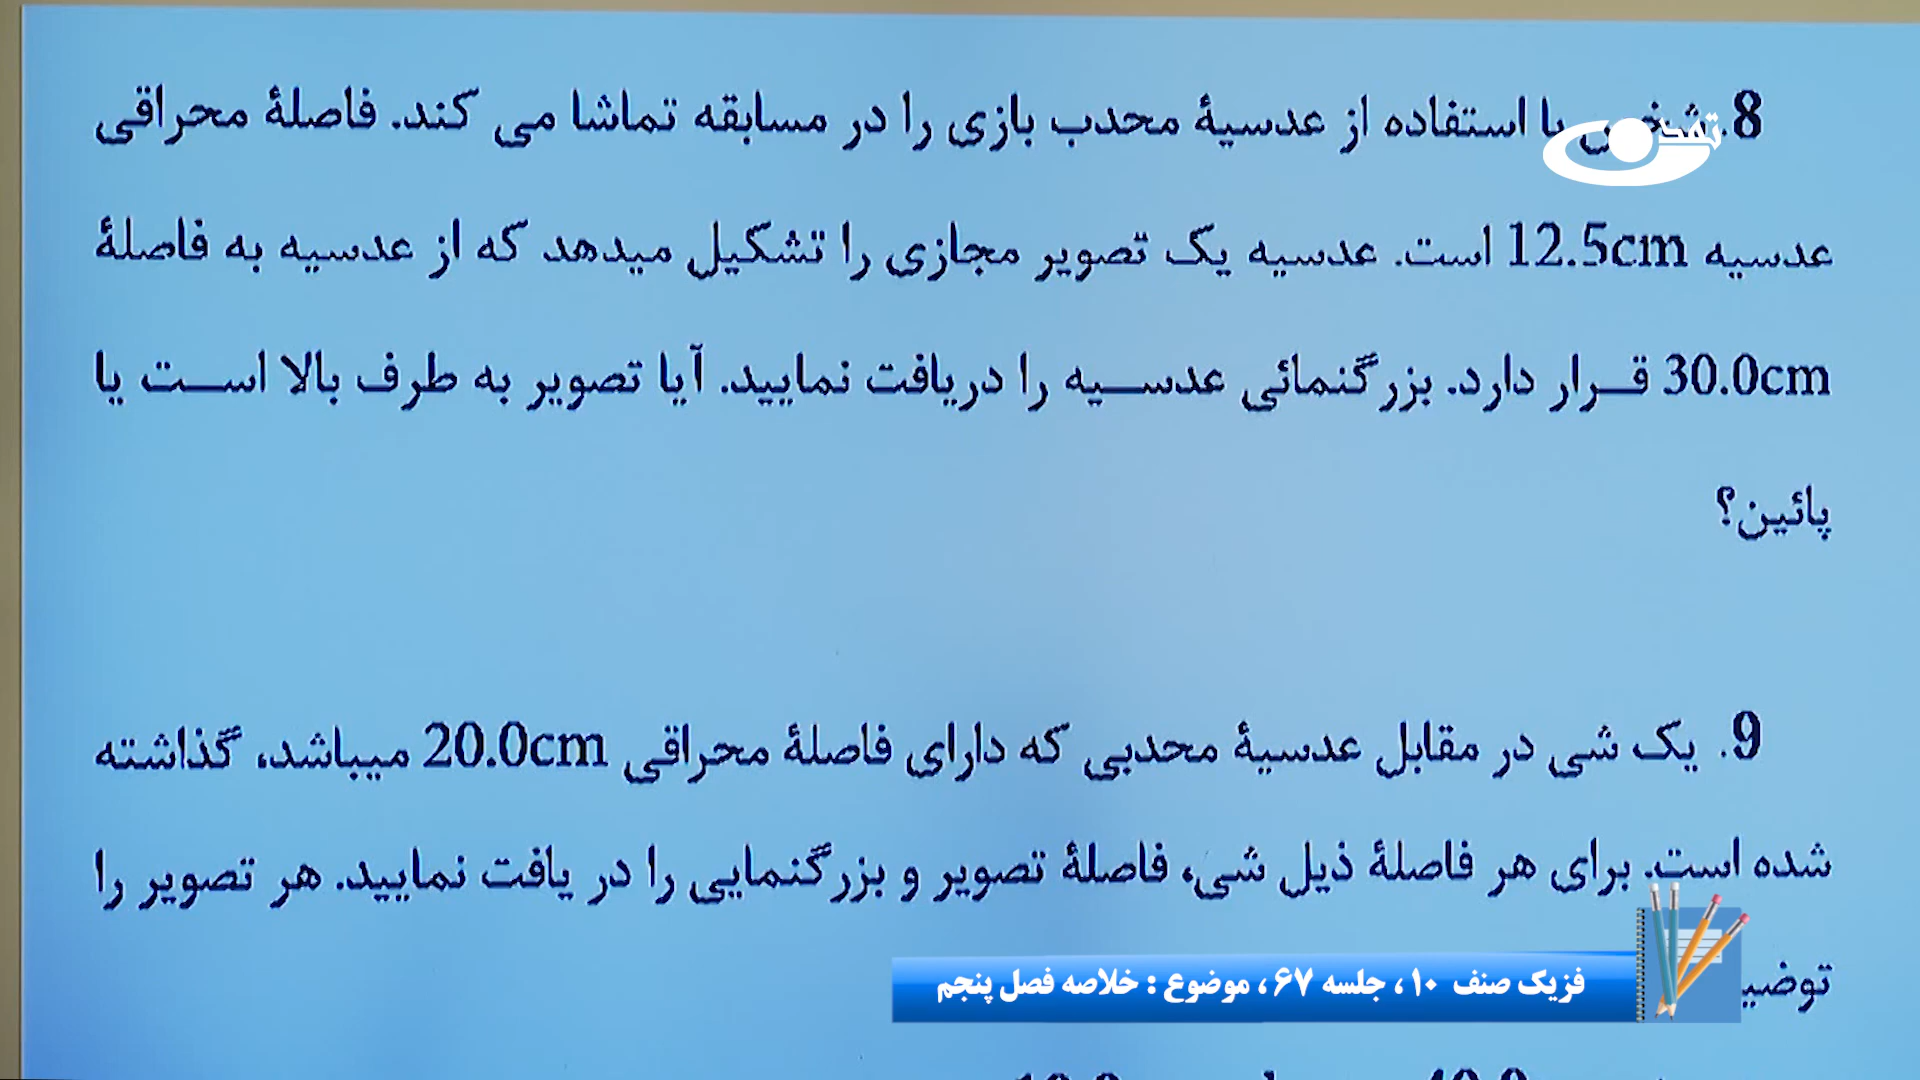 8. شخص با استفاده از عدسیهٔ محدب بازی را در مسابقه تماشا می کند. فاصلهٔ محراقی
عدسیه 12.5cm است. عدسیه یک تصویر مجازی را تشکیل میدهد که از عدسیه به فاصلهٔ
30.0cm قرار دارد. بزرگنمائی عدسیه را دریافت نمایید. آیا تصویر به طرف بالا است یا
پائین؟
9. یک شی در مقابل عدسیهٔ محدبی که دارای فاصلهٔ محراقی 20.0cm میباشد، گذاشته
شده است. برای هر فاصلهٔ ذیل شی، فاصلهٔ تصویر و بزرگنمایی را در یافت نمایید. هر تصویر را
فزیک صنف ۱۰، جلسه ۶۷، موضوع : خلاصه فصل پنجم